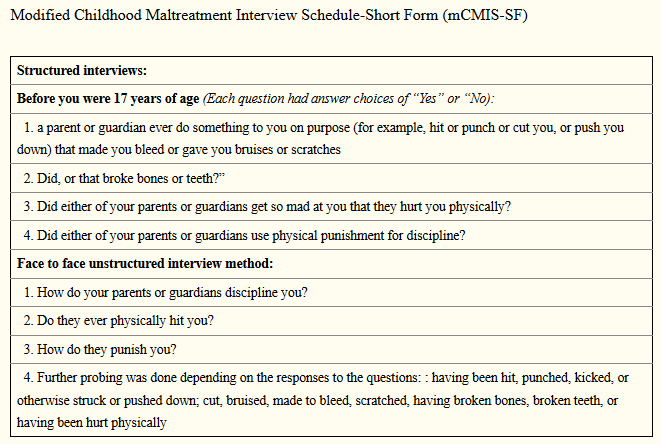 Modified Childhood Maltreatment Interview Schedule-Short Form (mCMIS-SF)
Structured interviews:
Before you were 17 years of age (Each question had answer choices of “Yes” or “No):
1. a parent or guardian ever do something to you on purpose (for example, hit or punch or cut you, or push you
down) that made you bleed or gave you bruises or scratches
2. Did, or that broke bones or teeth?”
3. Did either of your parents or guardians get so mad at you that they hurt you physically?
4. Did either of your parents or guardians use physical punishment for discipline?
Face to face unstructured interview method:
1. How do your parents or guardians discipline you?
2. Do they ever physically hit you?
3. How do they punish you?
4. Further probing was done depending on the responses to the questions: : having been hit, punched, kicked, or
otherwise struck or pushed down; cut, bruised, made to bleed, scratched, having broken bones, broken teeth, or
having been hurt physically